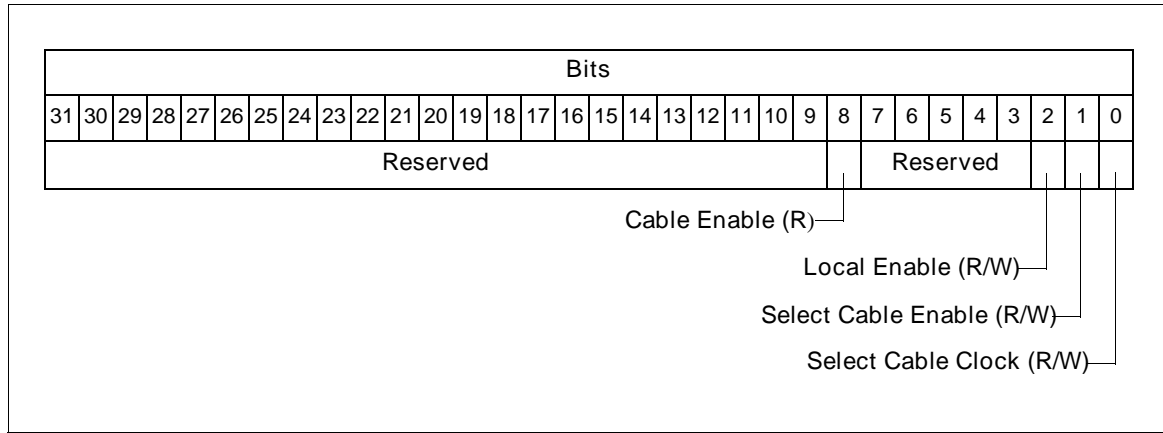 Bits
31 30 29 28 27 26 25 24 23 22 21 20 19 18 17 16 15 14 13 12 11 10 9 8 7 6 5 4 3 2 1 0
Reserved Reserved
Cable Enable (R)
Local Enable (R/W)
Select Cable Enable (R/W)
Select Cable Clock (R/W)